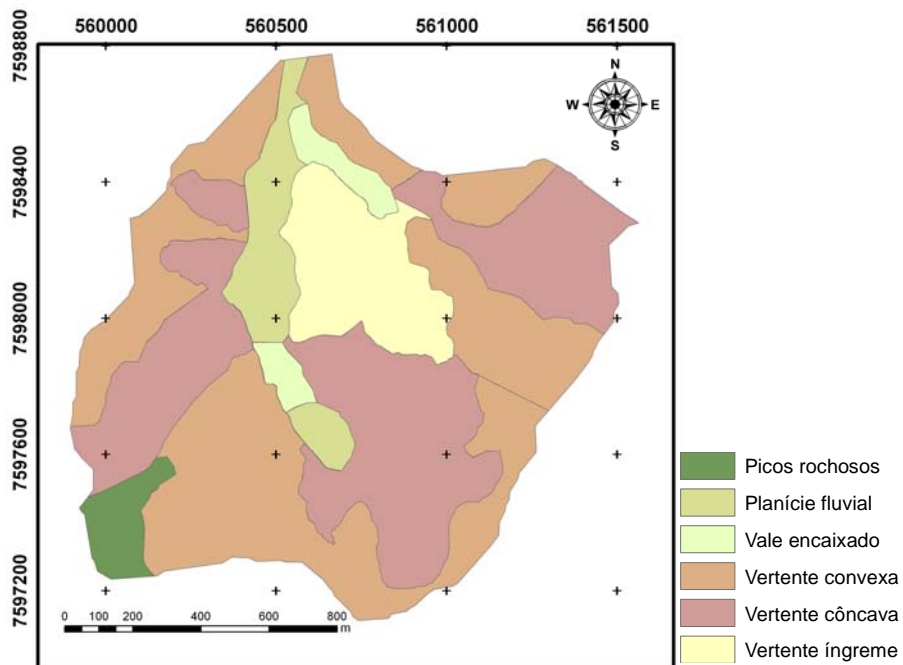 560000 560500 561000 561500
7598800
7598400
7598000
7597600
7597200
N
W E
S
0 100 200 400 600 800
m
Picos rochosos
Planície fluvial
Vale encaixado
Vertente convexa
Vertente côncava
Vertente íngreme